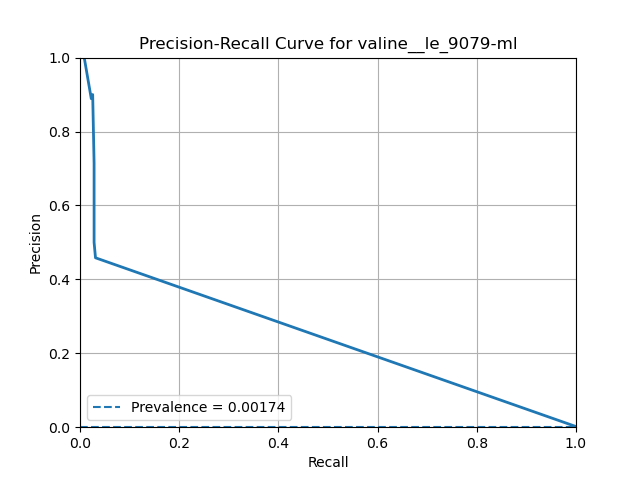 Precision-Recall Curve for valine__le_9079-ml
1.0
0.8
0.6
0.4
0.2
0.0
Precision
Prevalence = 0.00174
0.0 0.2 0.4 0.6 0.8 1.0
Recall